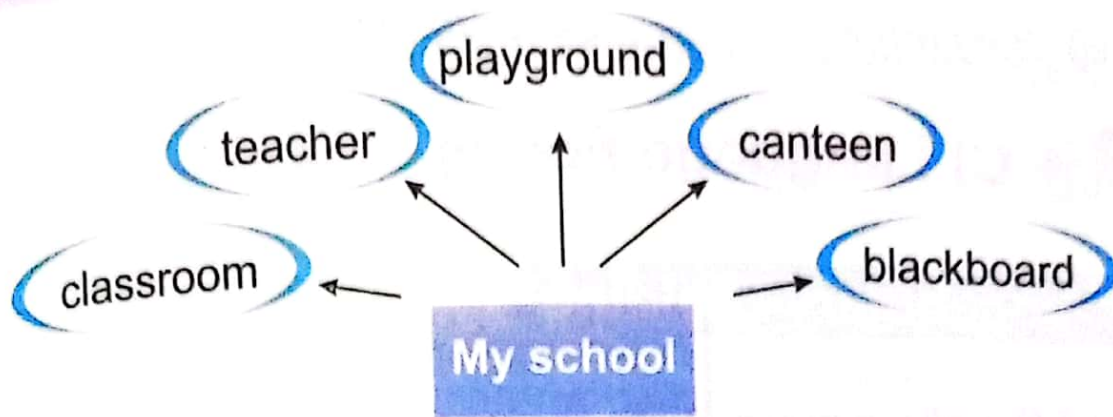 playground
teacher
canteen
classroom
blackboard
My school